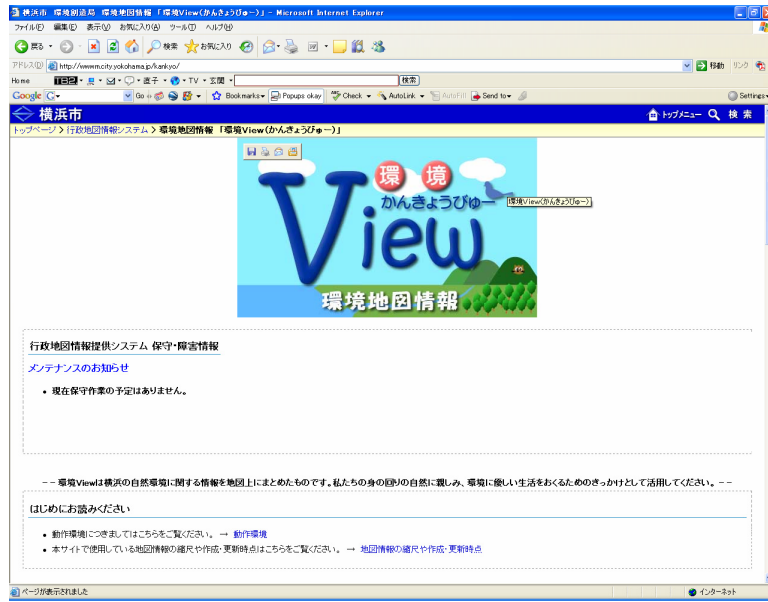 横浜市 環境創造局 環境地図情報 「環境View(かんきょうびゅー)」 - Microsoft Internet Explorer
ファイル(F) 編集(E) 表示(V) お気に入り(A) ツール(T) ヘルプ(H)
戻る 検索 お気に入り
アドレス(D) http://wwwm.city.yokohama.jp/kankyo/ 移動 リンク
Home TV 玄関 検索
Google Go Bookmarks Popups okay Check AutoLink AutoFill Send to Settings
横浜市 トップメニュー 検 索
トップページ > 行政地図情報システム > 環境地図情報 「環境View(かんきょうびゅー)」
環 境
かんきょうびゅー
View
環境View(かんきょうびゅー)
環境地図情報
行政地図情報提供システム 保守・障害情報
メンテナンスのお知らせ
• 現在保守作業の予定はありません。
−− 環境Viewは横浜の自然環境に関する情報を地図上にまとめたものです。私たちの身の回りの自然に親しみ、環境に優しい生活をおくるためのきっかけとして活用してください。−−
はじめにお読みください
• 動作環境につきましてはこちらをご覧ください。 → 動作環境
• 本サイトで使用している地図情報の縮尺や作成・更新時点はこちらをご覧ください。 → 地図情報の縮尺や作成・更新時点
ページが表示されました インターネット